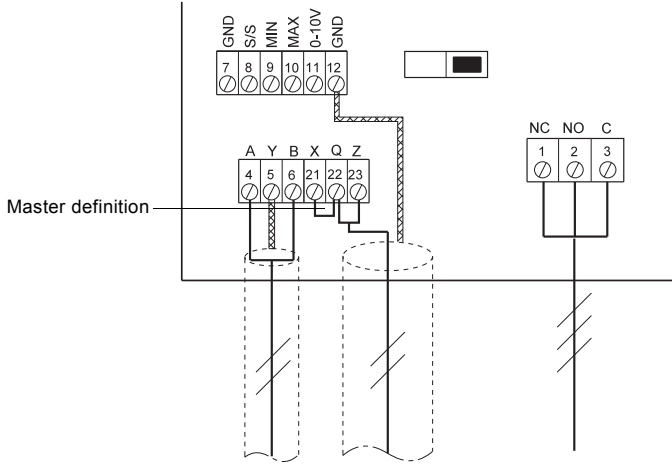 GND S/S MIN MAX 0-10V GND
7 8 9 10 11 12
NC NO C
1 2 3
A Y B X Q Z
4 5 6 21 22 23
Master definition